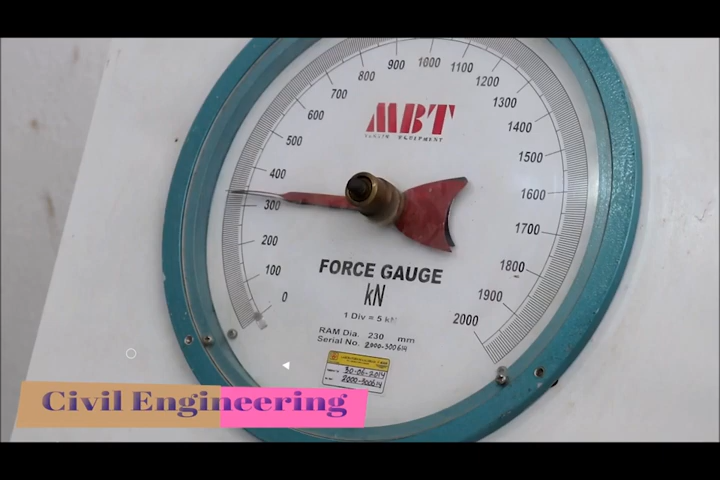 900 1000 1100
800 1200
700 1300
600 1400
500 1500
400 1600
300 1700
200 1800
100 1900
0 2000
MBT
FORCE GAUGE
kN
1 Div = 5 kN
RAM Dia. 230 mm
Serial No. 2000-300614
30-06-2014
2000-300614
Civil Engineering